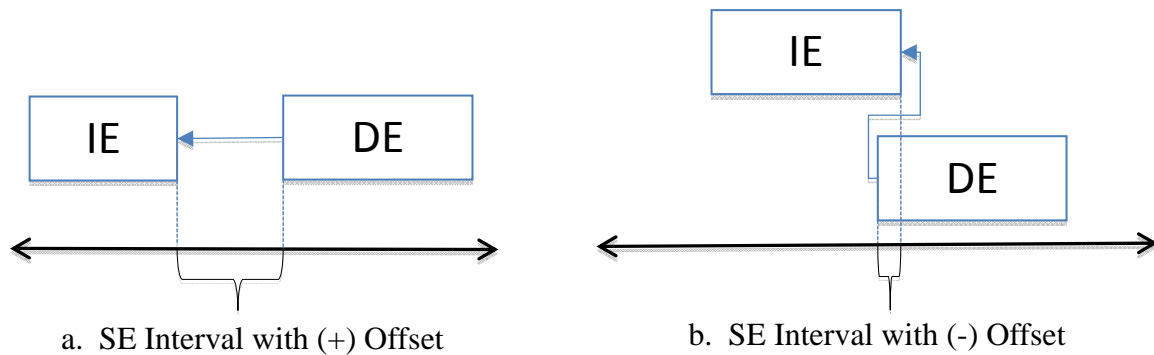 IE
DE
a. SE Interval with (+) Offset
IE
DE
b. SE Interval with (-) Offset